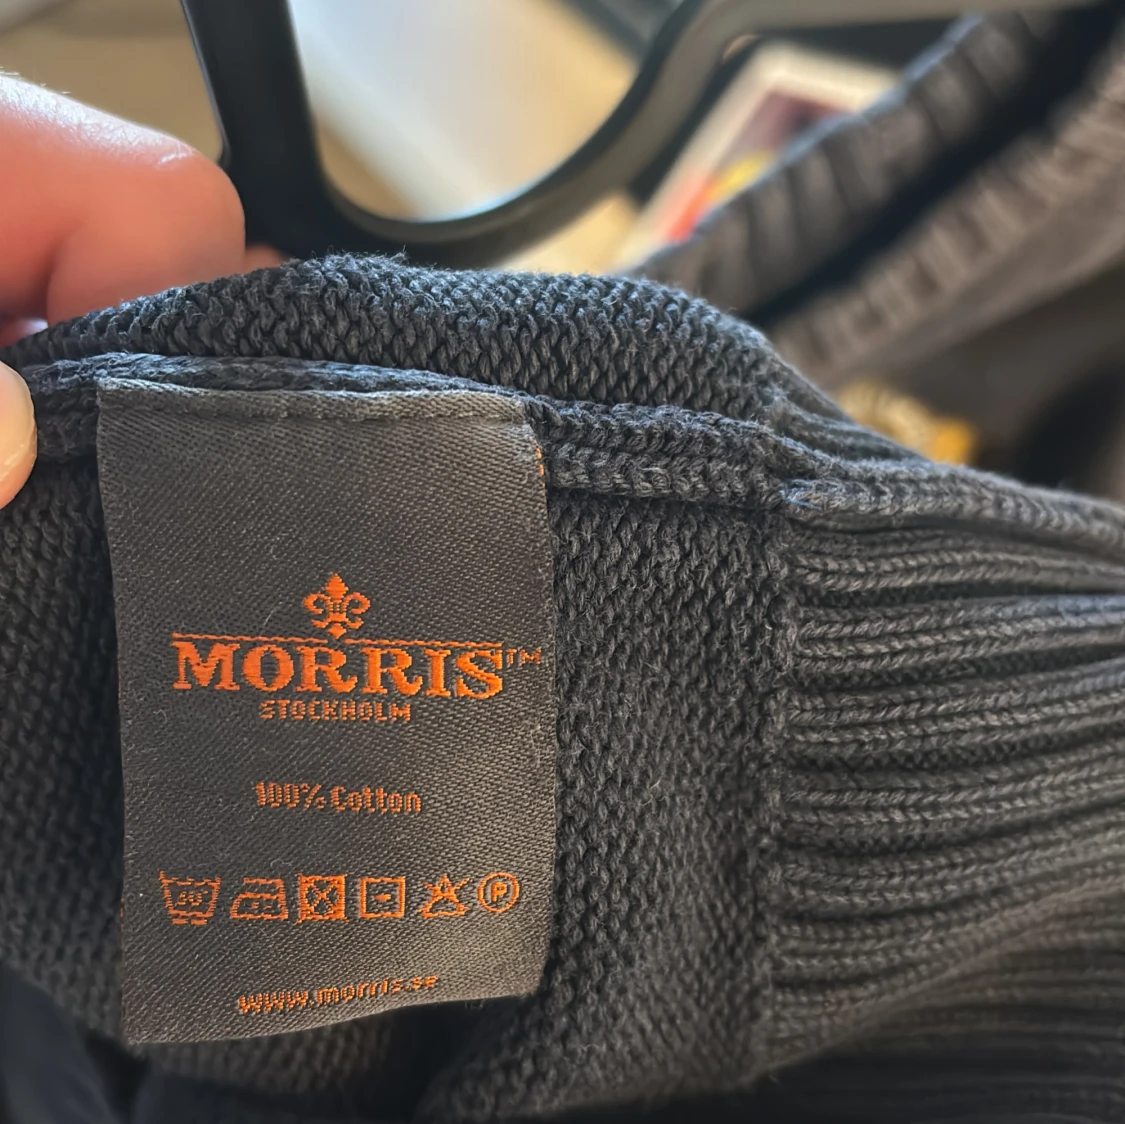 MORRIS™
STOCKHOLM
100% Cotton
30°
P
www.morris.se